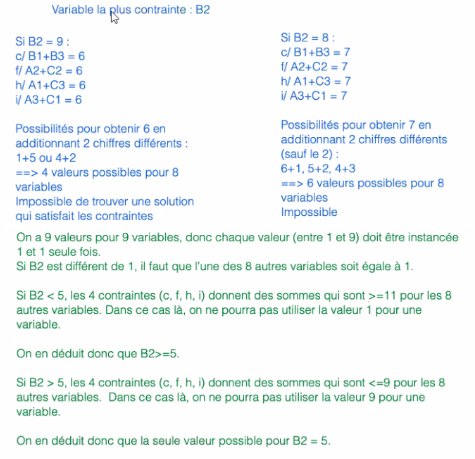 Variable la plus contrainte : B2
Si B2 = 9 :
c/ B1+B3 = 6
f/ A2+C2 = 6
h/ A1+C3 = 6
i/ A3+C1 = 6
Possibilités pour obtenir 6 en
additionnant 2 chiffres différents :
1+5 ou 4+2
==> 4 valeurs possibles pour 8
variables
Impossible de trouver une solution
qui satisfait les contraintes
Si B2 = 8 :
c/ B1+B3 = 7
f/ A2+C2 = 7
h/ A1+C3 = 7
i/ A3+C1 = 7
Possibilités pour obtenir 7 en
additionnant 2 chiffres différents
(sauf le 2) :
6+1, 5+2, 4+3
==> 6 valeurs possibles pour 8
variables
Impossible
On a 9 valeurs pour 9 variables, donc chaque valeur (entre 1 et 9) doit être instancée
1 et 1 seule fois.
Si B2 est différent de 1, il faut que l'une des 8 autres variables soit égale à 1.
Si B2 < 5, les 4 contraintes (c, f, h, i) donnent des sommes qui sont >=11 pour les 8
autres variables. Dans ce cas là, on ne pourra pas utiliser la valeur 1 pour une
variable.
On en déduit donc que B2>=5.
Si B2 > 5, les 4 contraintes (c, f, h, i) donnent des sommes qui sont <=9 pour les 8
autres variables. Dans ce cas là, on ne pourra pas utiliser la valeur 9 pour une
variable.
On en déduit donc que la seule valeur possible pour B2 = 5.